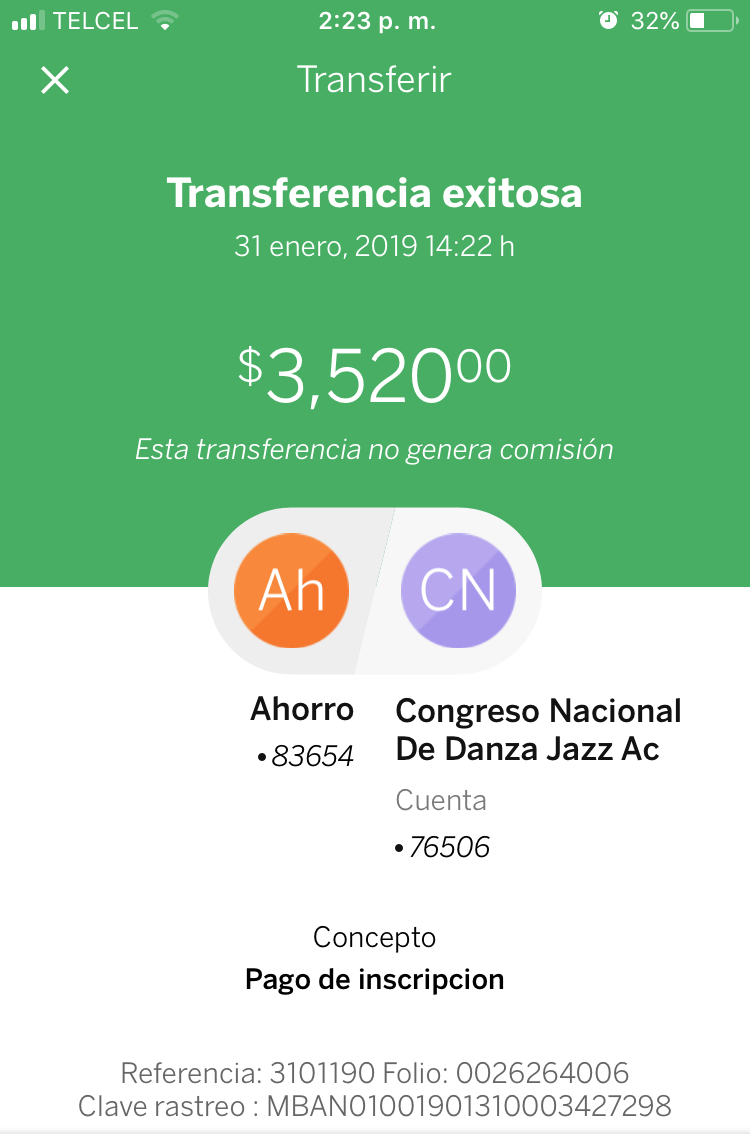 TELCEL 2:23 p. m. 32%
Transferir
Transferencia exitosa
31 enero, 2019 14:22 h
$3,520⁰⁰
Esta transferencia no genera comisión
Ah CN
Ahorro
•83654
Congreso Nacional
De Danza Jazz Ac
Cuenta
•76506
Concepto
Pago de inscripcion
Referencia: 3101190 Folio: 0026264006
Clave rastreo : MBAN01001901310003427298